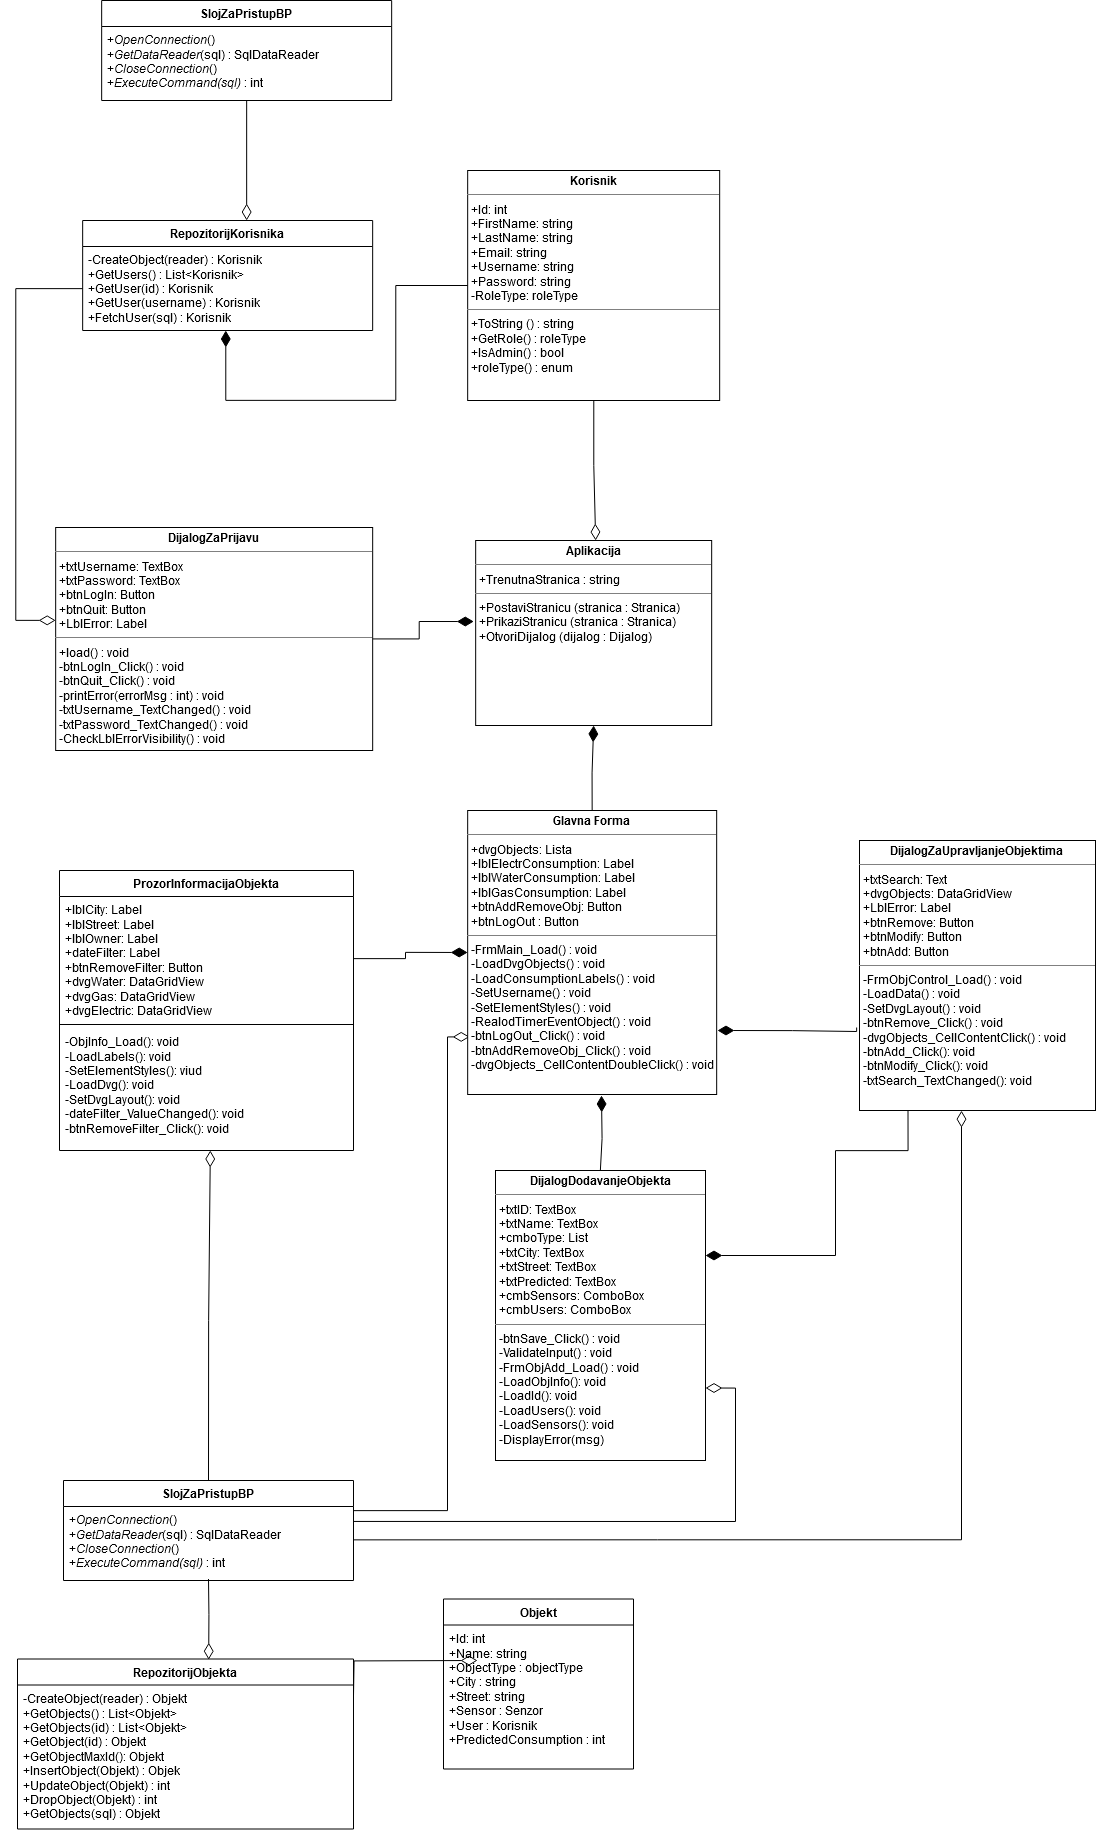 SlojZaPristupBP
+OpenConnection()
+GetDataReader(sql) : SqlDataReader
+CloseConnection()
+ExecuteCommand(sql) : int
Korisnik
+Id: int
+FirstName: string
+LastName: string
+Email: string
+Username: string
+Password: string
-RoleType: roleType
+ToString () : string
+GetRole() : roleType
+IsAdmin() : bool
+roleType() : enum
RepozitorijKorisnika
-CreateObject(reader) : Korisnik
+GetUsers() : List<Korisnik>
+GetUser(id) : Korisnik
+GetUser(username) : Korisnik
+FetchUser(sql) : Korisnik
DijalogZaPrijavu
+txtUsername: TextBox
+txtPassword: TextBox
+btnLogIn: Button
+btnQuit: Button
+LblError: Label
+load() : void
-btnLogIn_Click() : void
-btnQuit_Click() : void
-printError(errorMsg : int) : void
-txtUsername_TextChanged() : void
-txtPassword_TextChanged() : void
-CheckLblErrorVisibility() : void
Aplikacija
+TrenutnaStranica : string
+PostaviStranicu (stranica : Stranica)
+PrikaziStranicu (stranica : Stranica)
+OtvoriDijalog (dijalog : Dijalog)
Glavna Forma
+dvgObjects: Lista
+lblElectrConsumption: Label
+lblWaterConsumption: Label
+lblGasConsumption: Label
+btnAddRemoveObj: Button
+btnLogOut : Button
-FrmMain_Load() : void
-LoadDvgObjects() : void
-LoadConsumptionLabels() : void
-SetUsername() : void
-SetElementStyles() : void
-RealodTimerEventObject() : void
-btnLogOut_Click() : void
-btnAddRemoveObj_Click() : void
-dvgObjects_CellContentDoubleClick() : void
DijalogZaUpravljanjeObjektima
+txtSearch: Text
+dvgObjects: DataGridView
+LblError: Label
+btnRemove: Button
+btnModify: Button
+btnAdd: Button
-FrmObjControl_Load() : void
-LoadData() : void
-SetDvgLayout() : void
-btnRemove_Click() : void
-dvgObjects_CellContentClick() : void
-btnAdd_Click() : void
-btnModify_Click() : void
-txtSearch_TextChanged() : void
ProzorInformacijaObjekta
+lblCity: Label
+lblStreet: Label
+lblOwner: Label
+dateFilter: Label
+btnRemoveFilter: Button
+dvgWater: DataGridView
+dvgGas: DataGridView
+dvgElectric: DataGridView
-ObjInfo_Load(): void
-LoadLabels(): void
-SetElementStyles(): viud
-LoadDvg(): void
-SetDvgLayout(): void
-dateFilter_ValueChanged(): void
-btnRemoveFilter_Click(): void
DijalogDodavanjeObjekta
+txtID: TextBox
+txtName: TextBox
+cmboType: List
+txtCity: TextBox
+txtStreet: TextBox
+txtPredicted: TextBox
+cmbSensors: ComboBox
+cmbUsers: ComboBox
-btnSave_Click() : void
-ValidateInput() : void
-FrmObjAdd_Load() : void
-LoadObjInfo(): void
-LoadId(): void
-LoadUsers(): void
-LoadSensors(): void
-DisplayError(msg)
SlojZaPristupBP
+OpenConnection()
+GetDataReader(sql) : SqlDataReader
+CloseConnection()
+ExecuteCommand(sql) : int
Objekt
+Id: int
+Name: string
+ObjectType : objectType
+City : string
+Street: string
+Sensor : Senzor
+User : Korisnik
+PredictedConsumption : int
RepozitorijObjekta
-CreateObject(reader) : Objekt
+GetObjects() : List<Objekt>
+GetObjects(id) : List<Objekt>
+GetObject(id) : Objekt
+GetObjectMaxId(): Objekt
+InsertObject(Objekt) : Objek
+UpdateObject(Objekt) : int
+DropObject(Objekt) : int
+GetObjects(sql) : Objekt